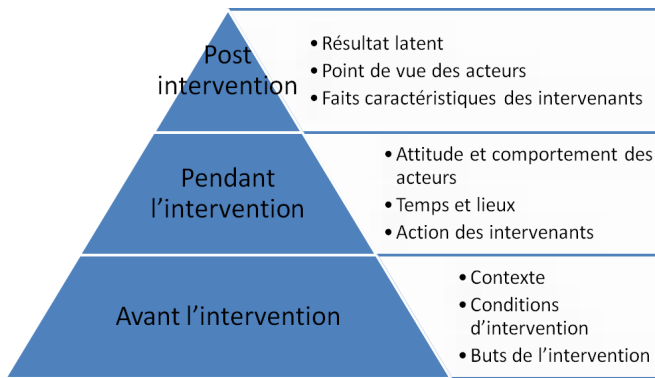 Post
intervention
• Résultat latent
• Point de vue des acteurs
• Faits caractéristiques des intervenants
Pendant
l’intervention
• Attitude et comportement des
acteurs
• Temps et lieux
• Action des intervenants
Avant l’intervention
• Contexte
• Conditions
d’intervention
• Buts de l’intervention